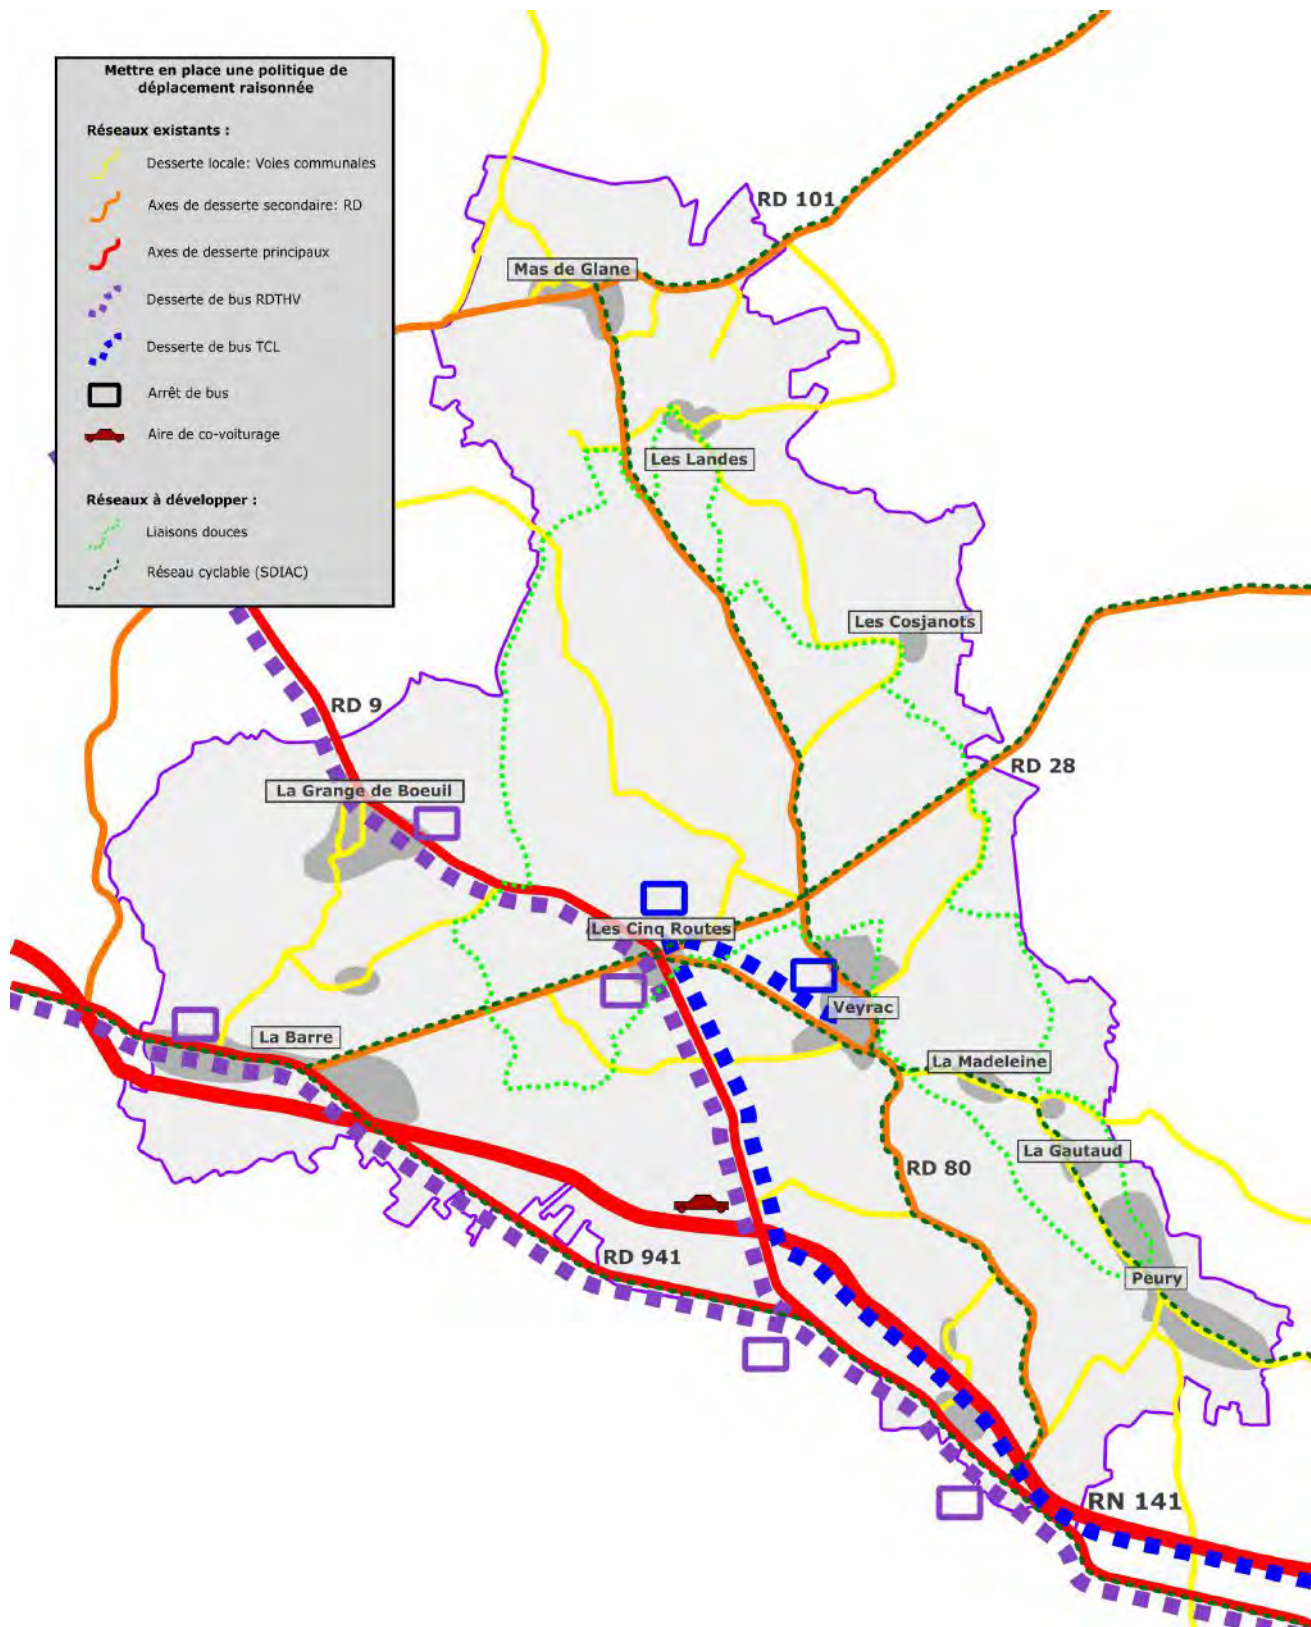 Mettre en place une politique de
déplacement raisonnée
Réseaux existants :
Desserte locale: Voies communales
Axes de desserte secondaire: RD
Axes de desserte principaux
Desserte de bus RDTHV
Desserte de bus TCL
Arrêt de bus
Aire de co-voiturage
Réseaux à développer :
Liaisons douces
Réseau cyclable (SDIAC)
RD 101
Mas de Glane
Les Landes
Les Cosjanots
RD 9
RD 28
La Grange de Boeuil
Les Cinq Routes
Veyrac
La Barre
La Madeleine
La Gautaud
RD 80
RD 941
Peury
RN 141